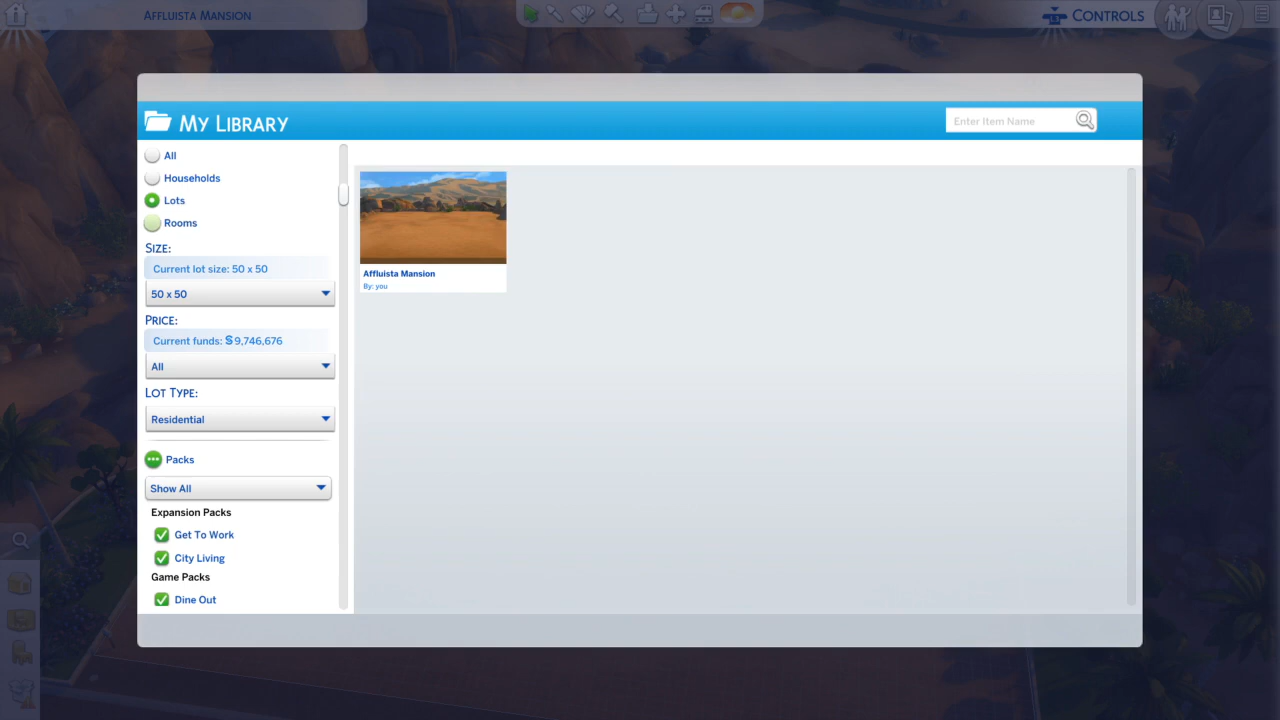 AFFLUISTA MANSION
L1 CONTROLS
MY LIBRARY
Enter Item Name
All
Households
Lots
Rooms
SIZE:
Current lot size: 50 x 50
50 x 50
PRICE:
Current funds: §9,746,676
All
LOT TYPE:
Residential
Packs
Show All
Expansion Packs
Get To Work
City Living
Game Packs
Dine Out
Affluista Mansion
By: you